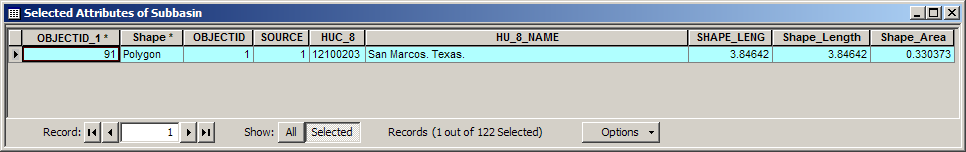 Selected Attributes of Subbasin
OBJECTID_1 * Shape * OBJECTID SOURCE HUC_8 HU_8_NAME SHAPE_LENG Shape_Length Shape_Area
91 Polygon 1 1 12100203 San Marcos. Texas. 3.84642 3.84642 0.330373
Record: 1 Show: All Selected Records (1 out of 122 Selected) Options